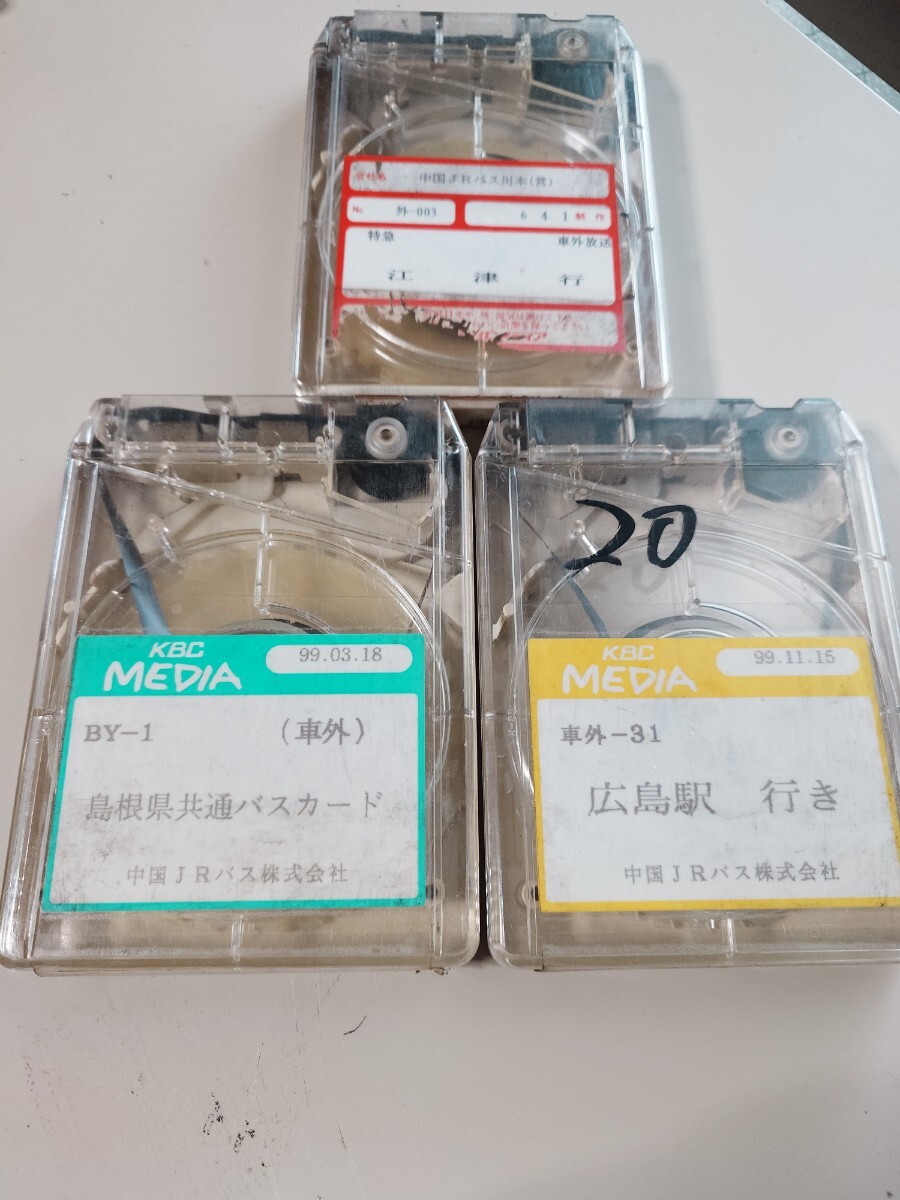 会社名 中国JRバス川本(営)
No. 外-003 6 4 1 制作
特急 車外放送
江津行
20
KBC MEDIA 99.03.18
BY-1 (車外)
島根県共通バスカード
中国JRバス株式会社
KBC MEDIA 99.11.15
車外-31
広島駅 行き
中国JRバス株式会社